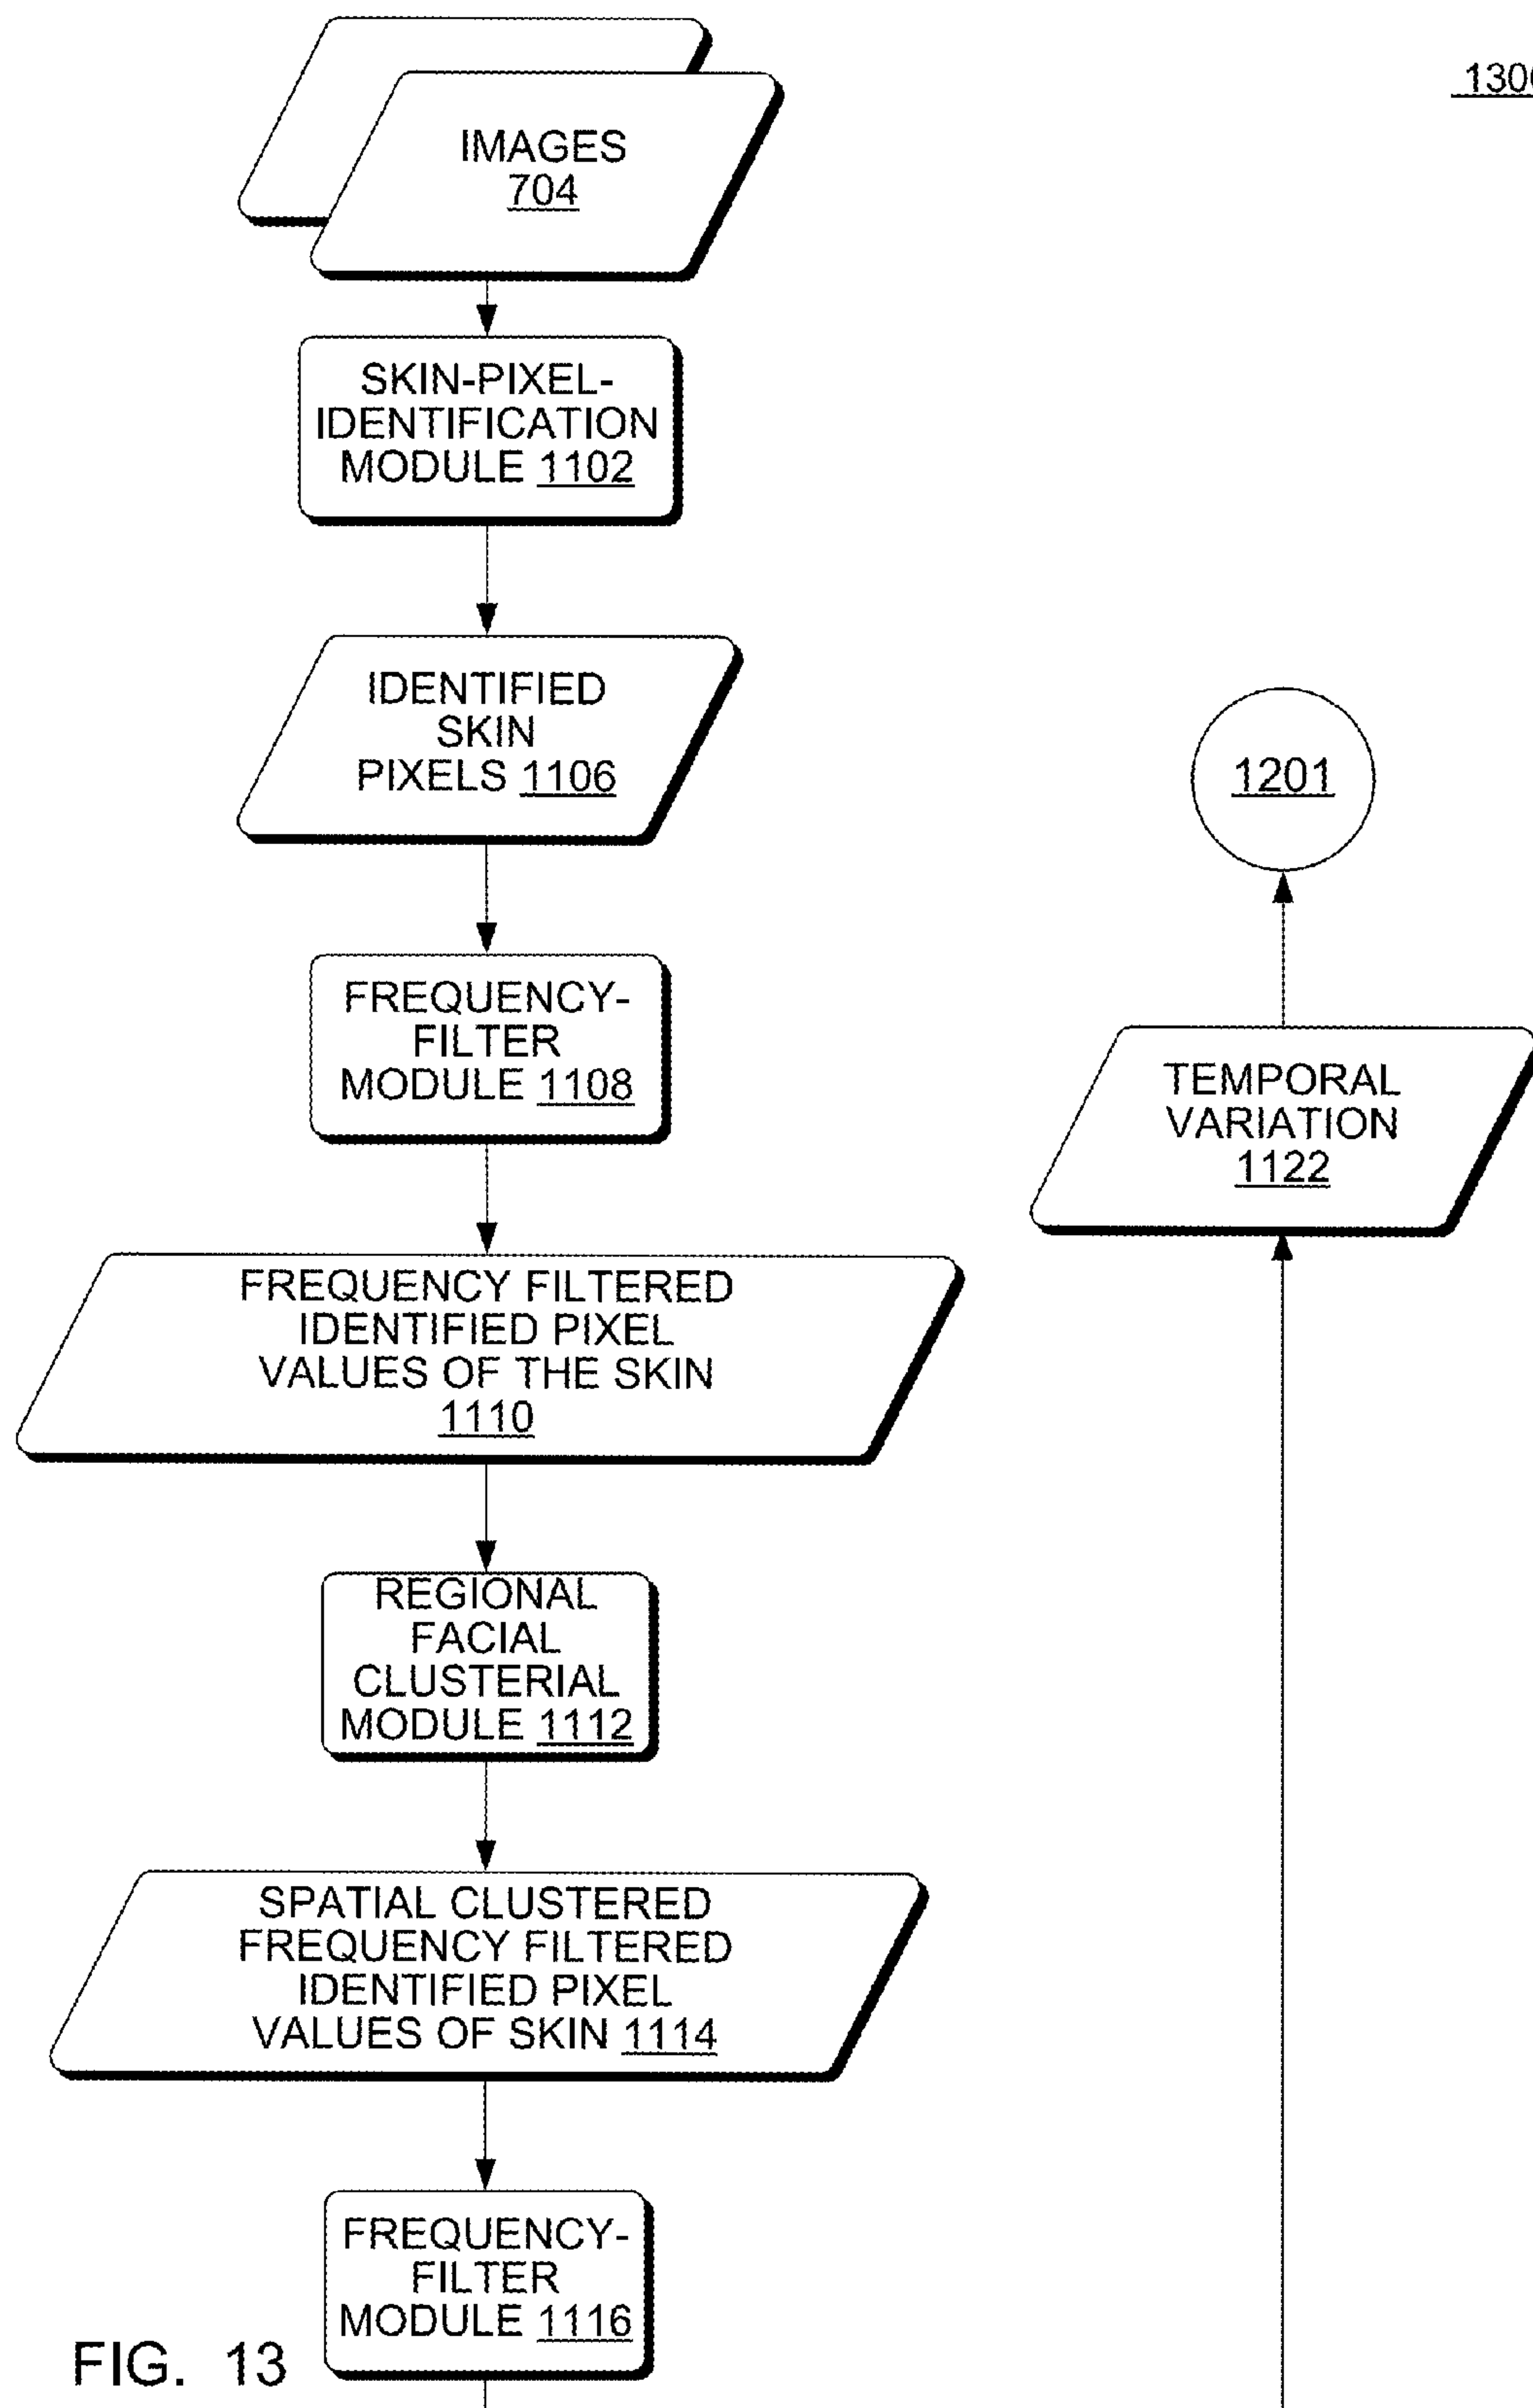 1300
IMAGES
704
SKIN-PIXEL-
IDENTIFICATION
MODULE 1102
IDENTIFIED
SKIN
PIXELS 1106
FREQUENCY-
FILTER
MODULE 1108
FREQUENCY FILTERED
IDENTIFIED PIXEL
VALUES OF THE SKIN
1110
REGIONAL
FACIAL
CLUSTERIAL
MODULE 1112
SPATIAL CLUSTERED
FREQUENCY FILTERED
IDENTIFIED PIXEL
VALUES OF SKIN 1114
FREQUENCY-
FILTER
MODULE 1116
1201
TEMPORAL
VARIATION
1122
FIG. 13